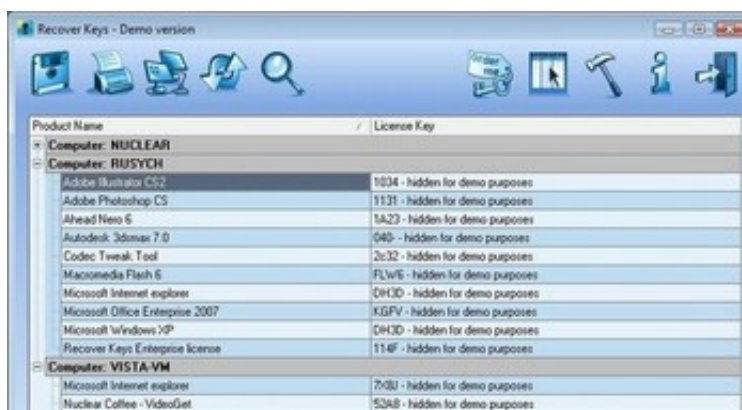 Recover Keys - Demo version
Order me
Product Name / License Key
Computer: NUCLEAR
Computer: RUSYCH
Adobe Illustrator CS2 1034 - hidden for demo purposes
Adobe Photoshop CS 1131 - hidden for demo purposes
Ahead Nero 6 1A23 - hidden for demo purposes
Autodesk 3dsmax 7.0 040- - hidden for demo purposes
Codec Tweak Tool 2c32 - hidden for demo purposes
Macromedia Flash 6 FLW6 - hidden for demo purposes
Microsoft Internet explorer DH3D - hidden for demo purposes
Microsoft Office Enterprise 2007 KGFV - hidden for demo purposes
Microsoft Windows XP DH3D - hidden for demo purposes
Recover Keys Enterprise license 114F - hidden for demo purposes
Computer: VISTA-VM
Microsoft Internet explorer - hidden for demo purposes
Nuclear Coffee - VideoGet 52A8 - hidden for demo purposes